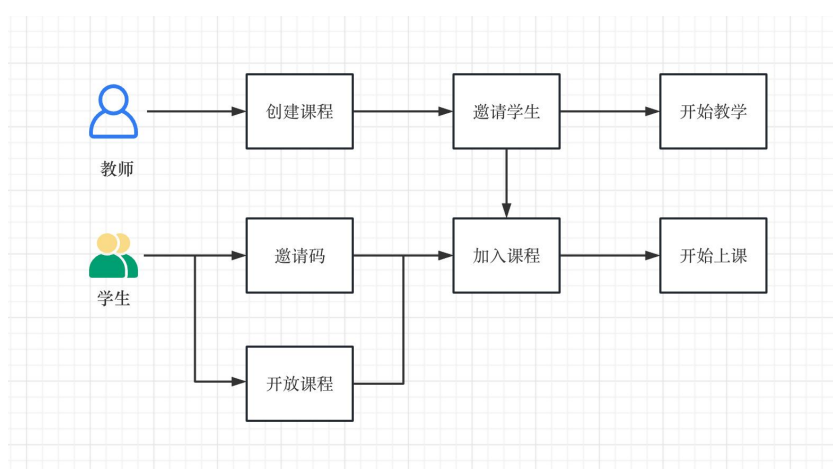 创建课程
邀请学生
开始教学
教师
邀请码
加入课程
开始上课
学生
开放课程